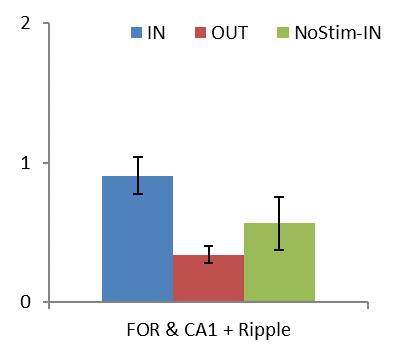 2
IN OUT NoStim-IN
1
0
FOR & CA1 + Ripple